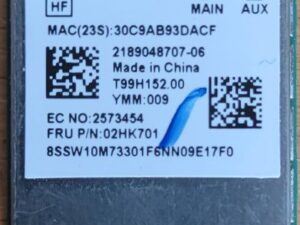 HF MAIN AUX
MAC(23S):30C9AB93DACF
2189048707-06
Made in China
T99H152.00
YMM:009
EC NO:2573454
FRU P/N:02HK701
8SSW10M73301F6NN09E17F0